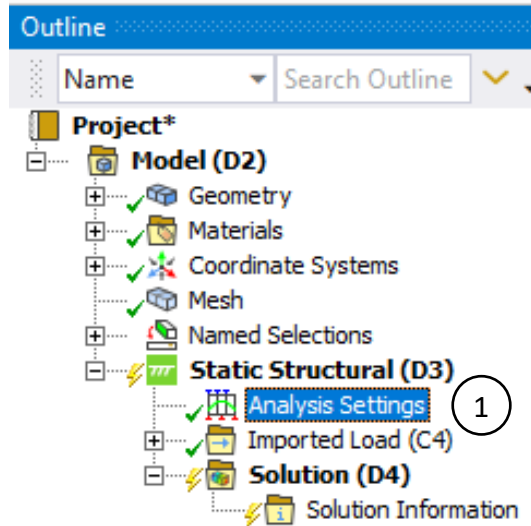 Outline
Name Search Outline
Project*
Model (D2)
Geometry
Materials
Coordinate Systems
Mesh
Named Selections
Static Structural (D3)
Analysis Settings 1
Imported Load (C4)
Solution (D4)
Solution Information